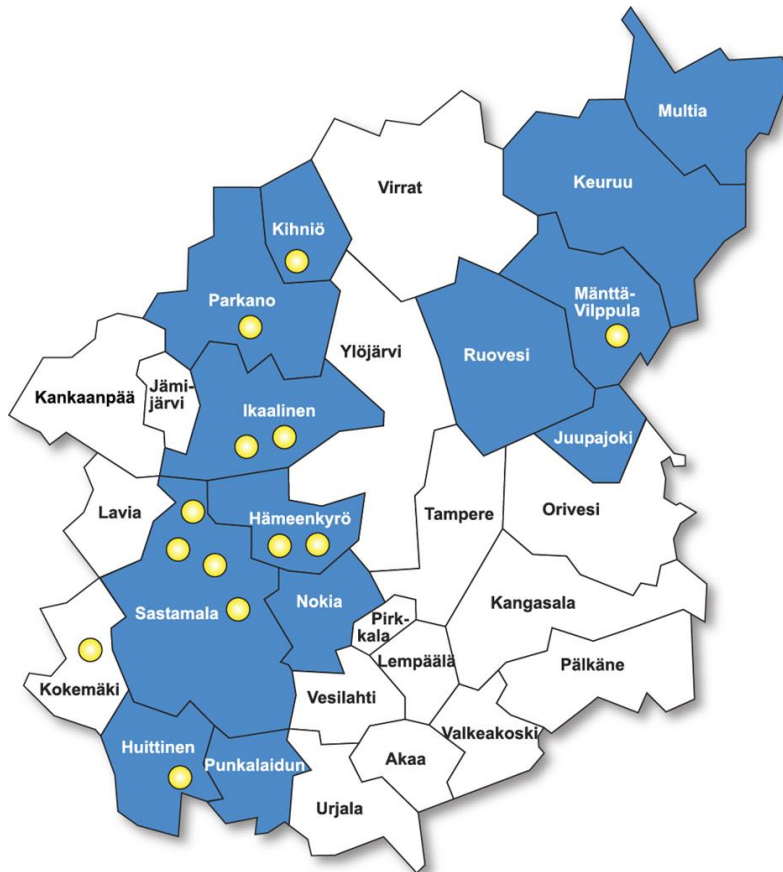 Multia
Virrat
Keuruu
Kihniö
Mänttä-
Vilppula
Parkano
Ylöjärvi
Ruovesi
Kankaanpää
Jämi-
järvi
Ikaalinen
Juupajoki
Lavia
Hämeenkyrö
Tampere
Orivesi
Sastamala
Nokia
Kangasala
Pirk-
kala
Lempäälä
Pälkäne
Kokemäki
Vesilahti
Valkeakoski
Huittinen
Punkalaidun
Akaa
Urjala